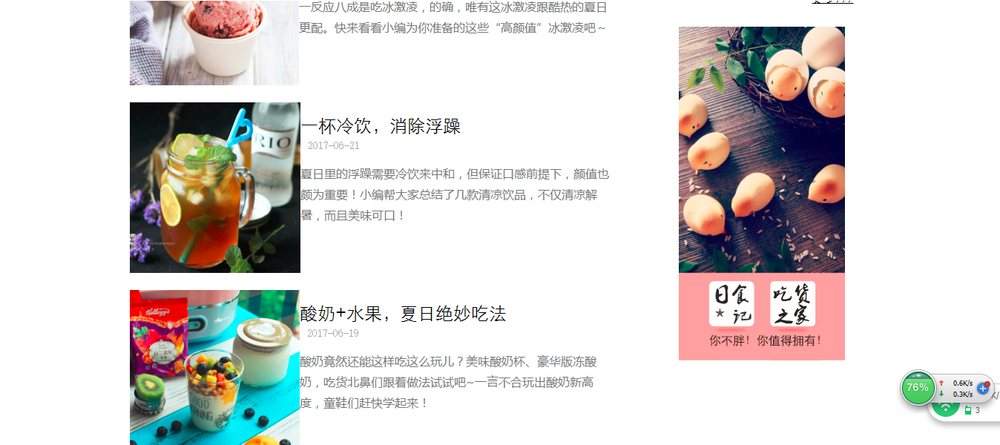 一反应八成是吃冰激凌，的确，唯有这冰激凌跟酷热的夏日
更配。快来看看小编为你准备的这些“高颜值”冰激凌吧～
一杯冷饮，消除浮躁
2017-06-21
夏日里的浮躁需要冷饮来中和，但保证口感前提下，颜值也
颇为重要！小编帮大家总结了几款清凉饮品，不仅清凉解
暑，而且美味可口！
RIO
酸奶+水果，夏日绝妙吃法
2017-06-19
酸奶竟然还能这样吃这么玩儿？美味酸奶杯、豪华版冻酸
奶，吃货北鼻们跟着做法试试吧~一言不合玩出酸奶新高
度，童鞋们赶快学起来！
Kellogg's
GOOD
日食
记
吃货
之家
你不胖！你值得拥有！
76%
0.6K/s
0.3K/s
K/
3